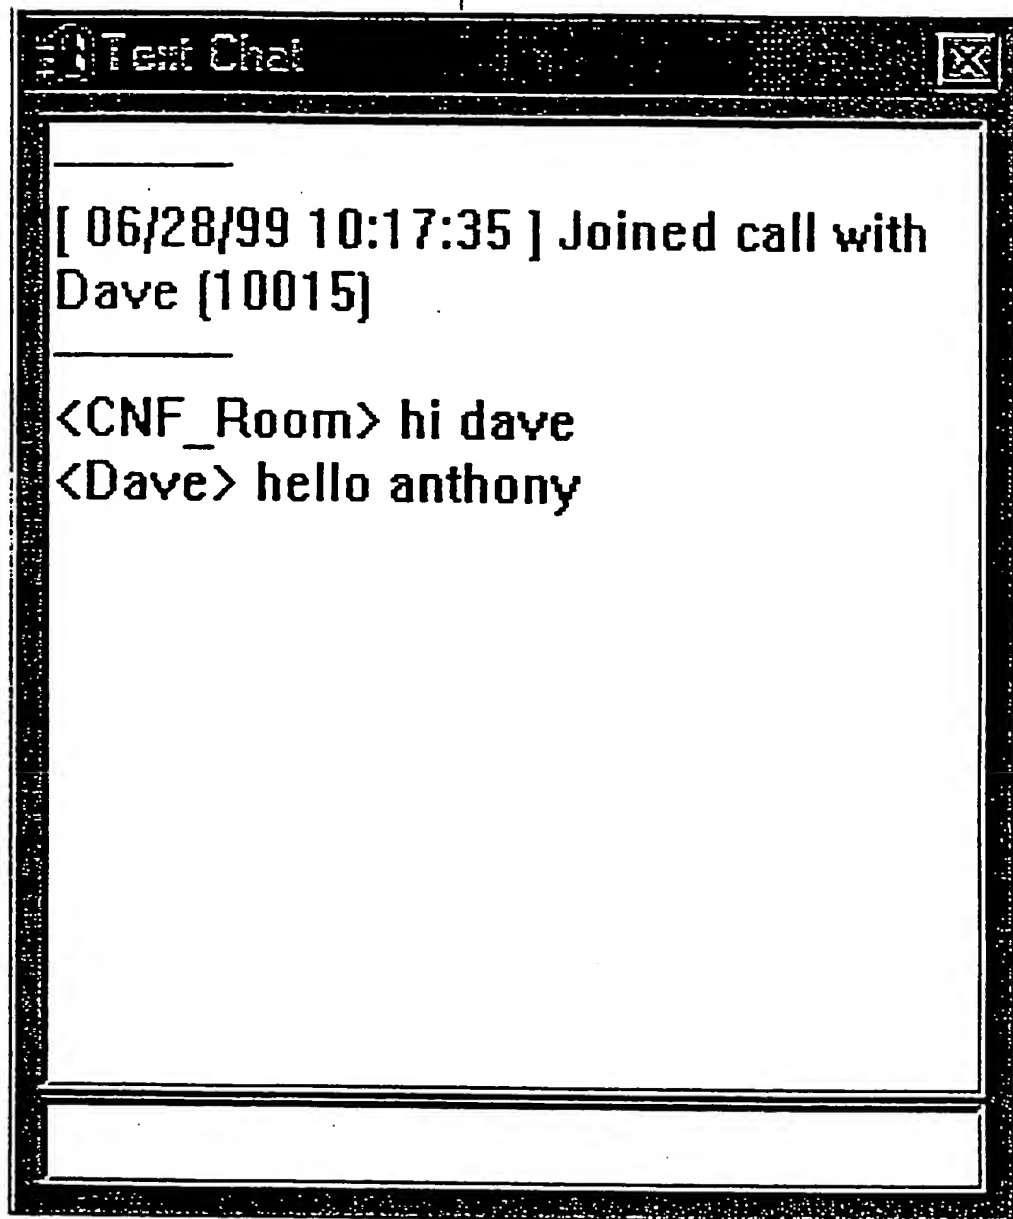 Text Chat
[ 06/28/99 10:17:35 ] Joined call with
Dave [10015]
<CNF_Room> hi dave
<Dave> hello anthony